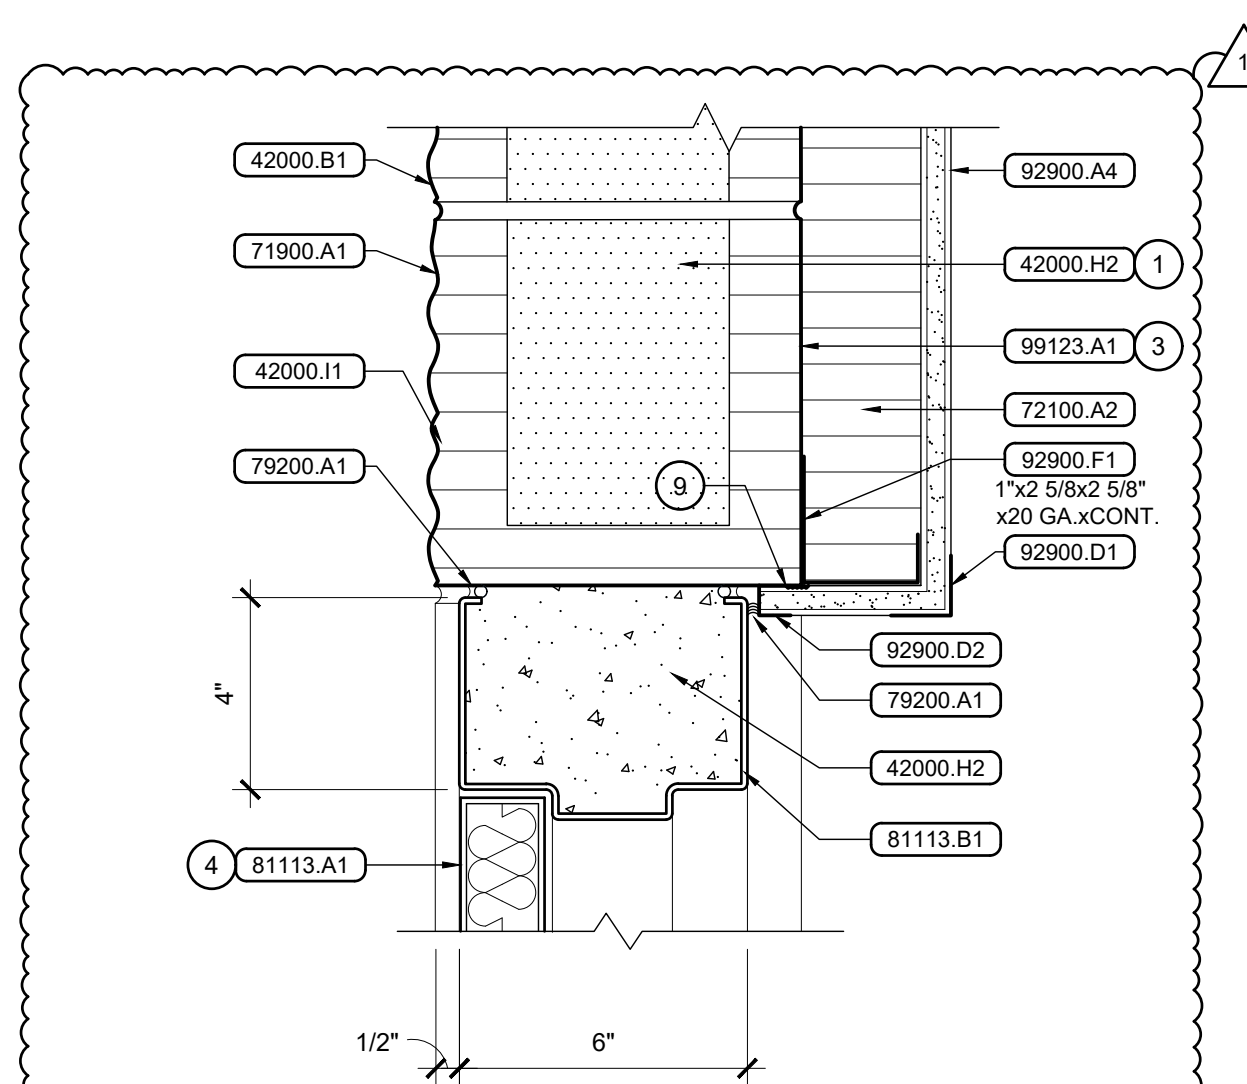 1
42000.B1
92900.A4
71900.A1
42000.H2 1
99123.A1 3
42000.I1
72100.A2
79200.A1
92900.F1
1"x2 5/8x2 5/8"
x20 GA.xCONT.
9
92900.D1
92900.D2
79200.A1
4"
42000.H2
81113.B1
4 81113.A1
1/2"
6"